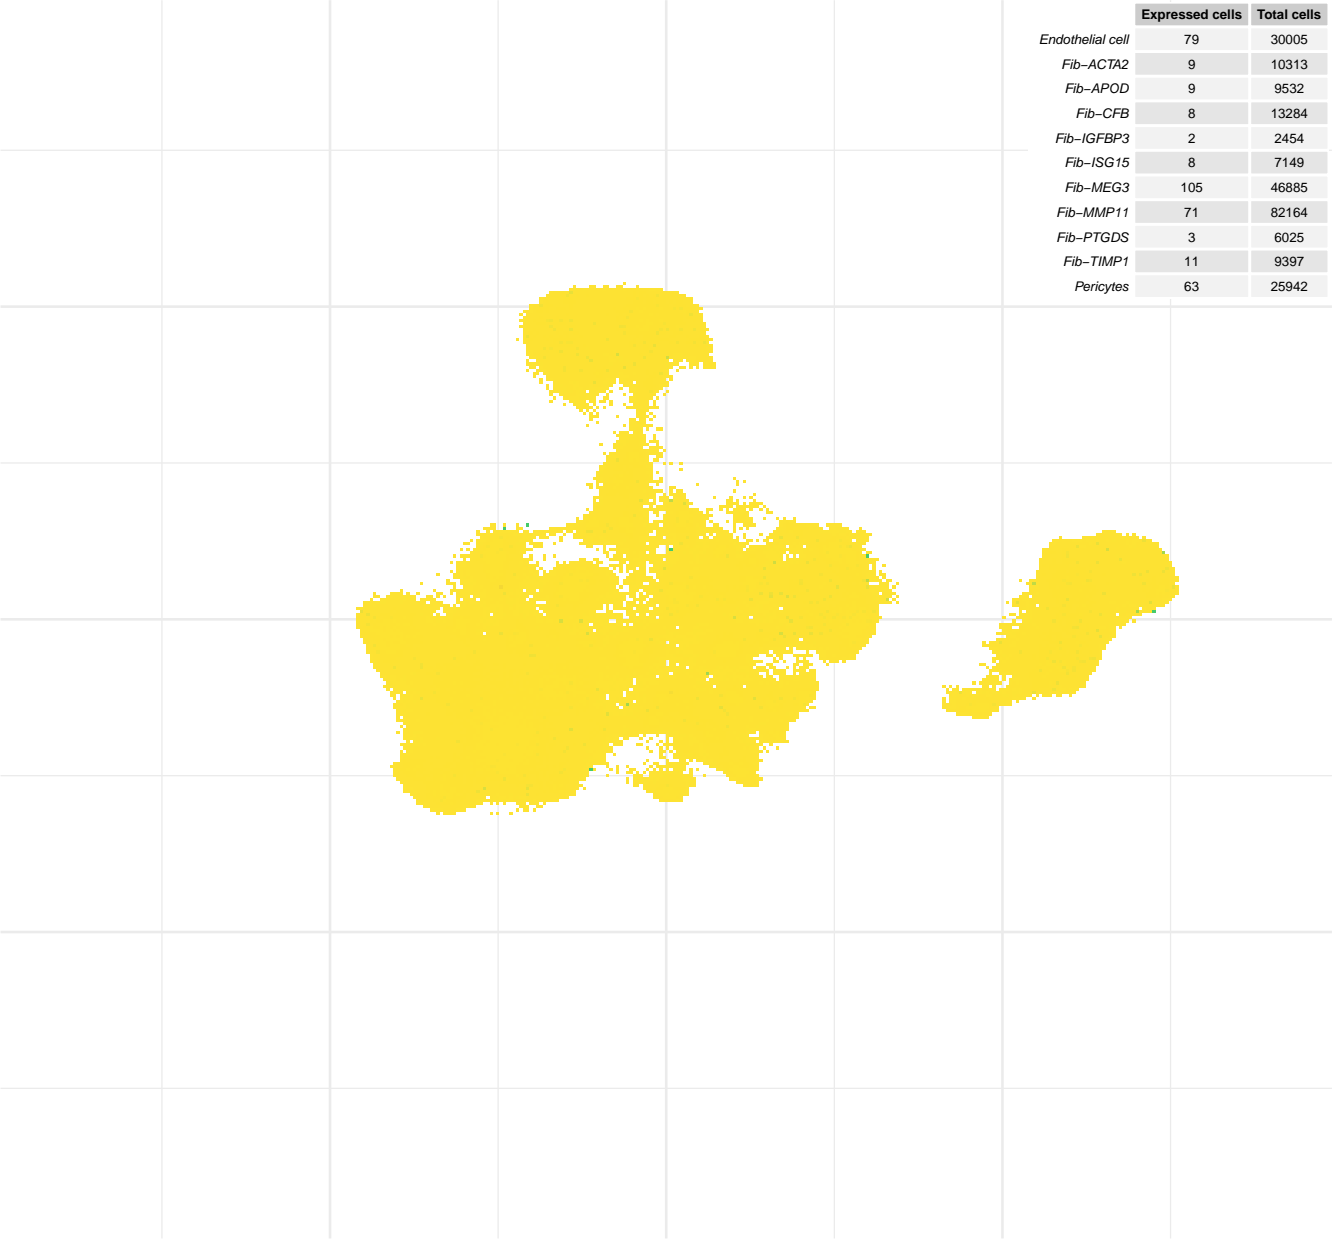 Expressed cells Total cells
Endothelial cell 79 30005
Fib−ACTA2 9 10313
Fib−APOD 9 9532
Fib−CFB 8 13284
Fib−IGFBP3 2 2454
Fib−ISG15 8 7149
Fib−MEG3 105 46885
Fib−MMP11 71 82164
Fib−PTGDS 3 6025
Fib−TIMP1 11 9397
Pericytes 63 25942